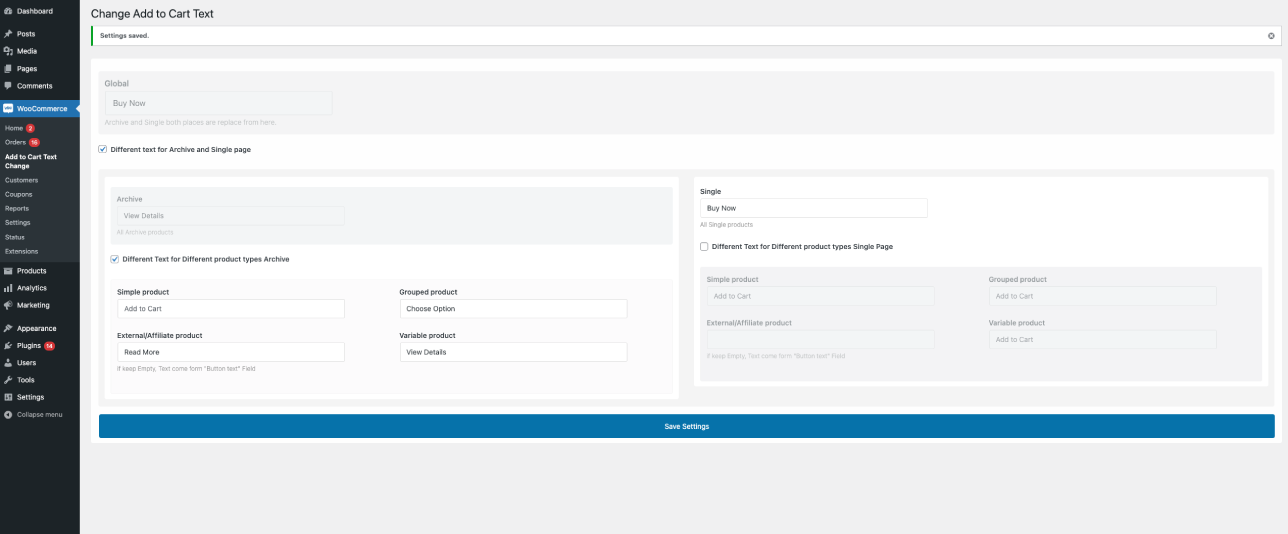 Dashboard
Posts
Media
Pages
Comments
WooCommerce
Home 2
Orders 16
Add to Cart Text
Change
Customers
Coupons
Reports
Settings
Status
Extensions
Products
Analytics
Marketing
Appearance
Plugins 14
Users
Tools
Settings
Collapse menu
Change Add to Cart Text
Settings saved.
Global
Buy Now
Archive and Single both places are replace from here.
Different text for Archive and Single page
Archive
View Details
All Archive products
Different Text for Different product types Archive
Simple product
Add to Cart
Grouped product
Choose Option
External/Affiliate product
Read More
if keep Empty, Text come form "Button text" Field
Variable product
View Details
Single
Buy Now
All Single products
Different Text for Different product types Single Page
Simple product
Add to Cart
Grouped product
Add to Cart
External/Affiliate product
if keep Empty, Text come form "Button text" Field
Variable product
Add to Cart
Save Settings